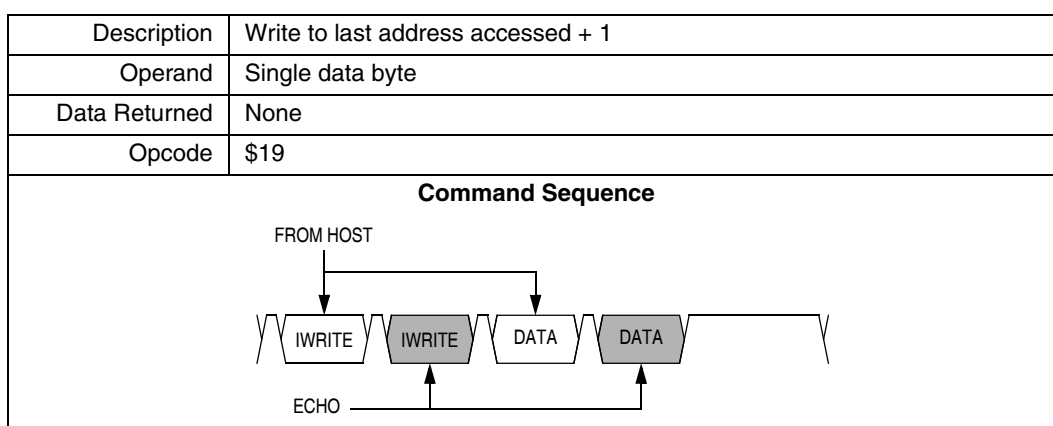 Description Write to last address accessed + 1
Operand Single data byte
Data Returned None
Opcode $19
Command Sequence
FROM HOST
IWRITE IWRITE DATA DATA
ECHO